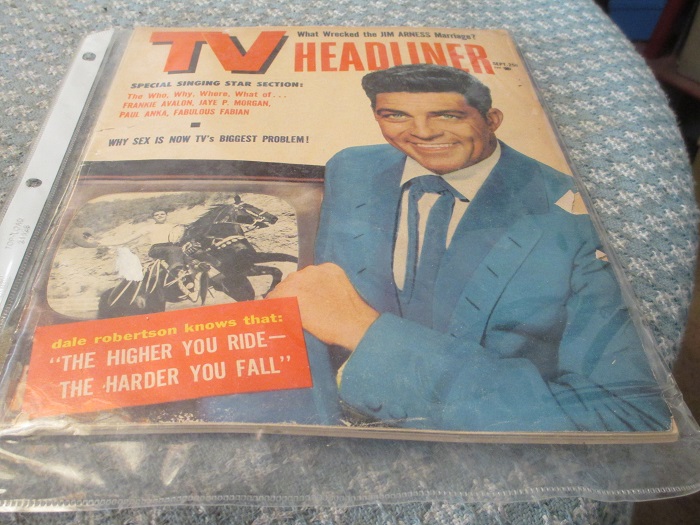 What Wrecked the JIM ARNESS Marriage?
TV HEADLINER
SEPT. 25¢
SPECIAL SINGING STAR SECTION:
The Who, Why, Where, What of...
FRANKIE AVALON, JAYE P. MORGAN,
PAUL ANKA, FABULOUS FABIAN
WHY SEX IS NOW TV's BIGGEST PROBLEM!
dale robertson knows that:
"THE HIGHER YOU RIDE—
THE HARDER YOU FALL"